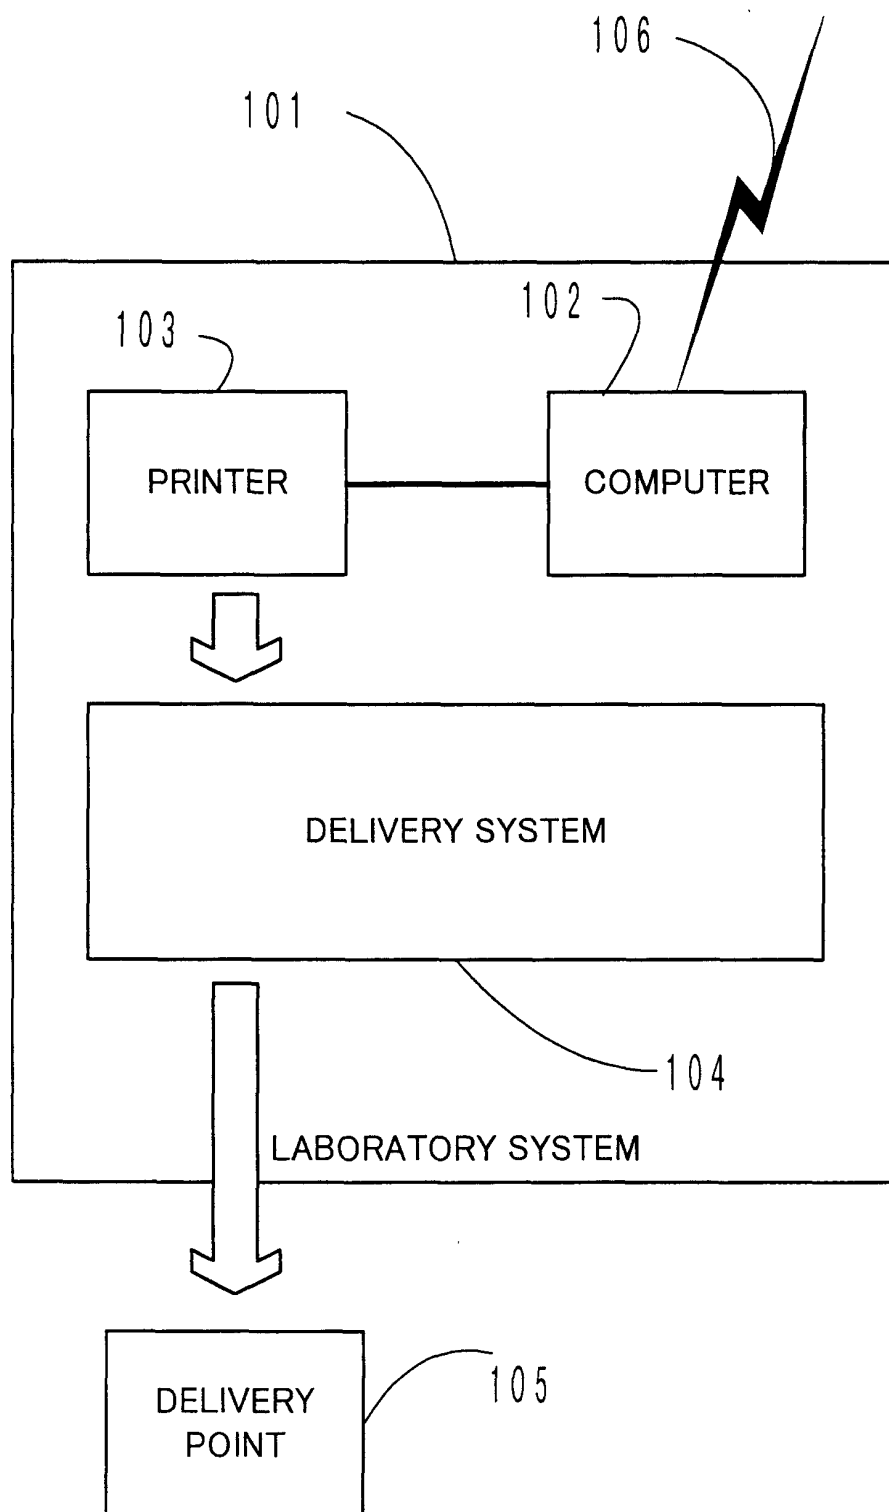 106
101
102
103
PRINTER
COMPUTER
DELIVERY SYSTEM
104
LABORATORY SYSTEM
105
DELIVERY
POINT